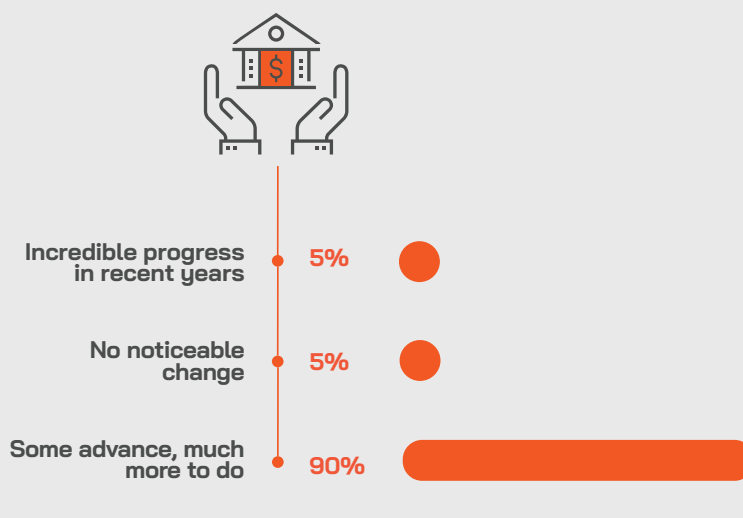 $
Incredible progress
in recent years
5%
No noticeable
change
5%
Some advance, much
more to do
90%